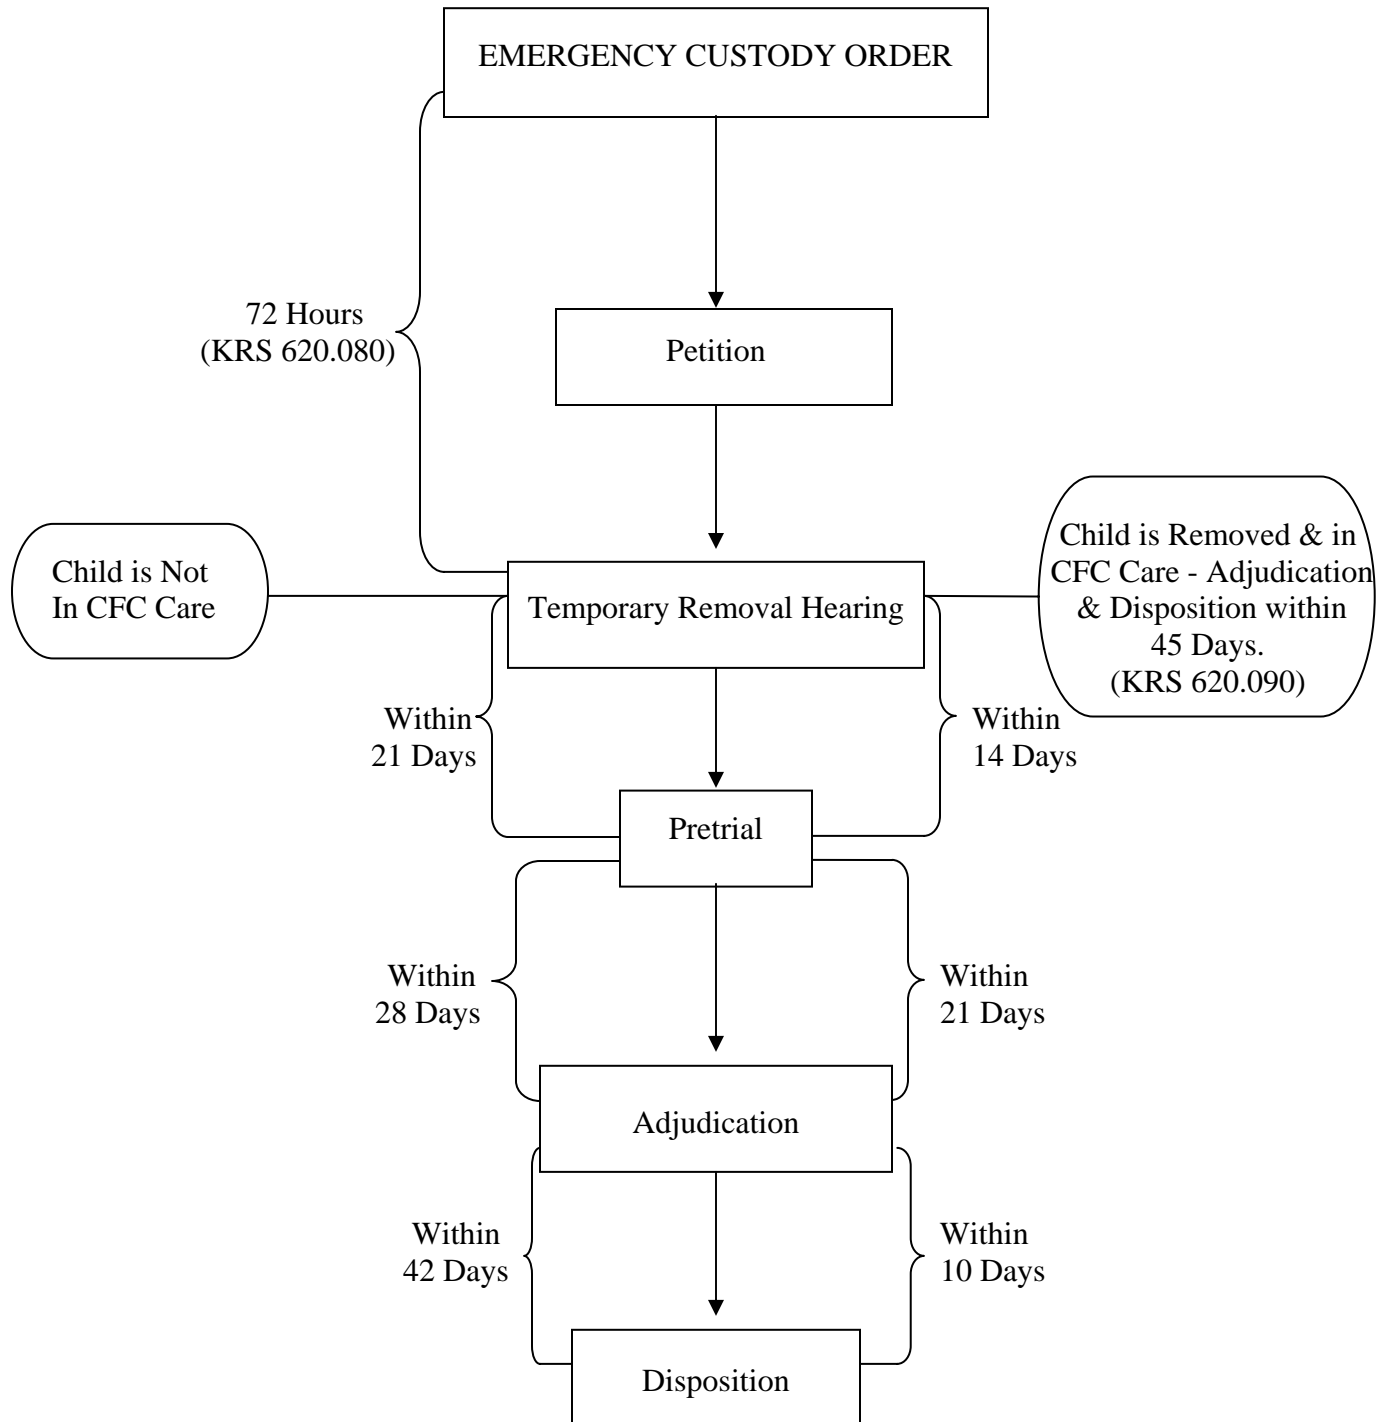 EMERGENCY CUSTODY ORDER
72 Hours
(KRS 620.080)
Petition
Child is Not
In CFC Care
Temporary Removal Hearing
Child is Removed & in
CFC Care - Adjudication
& Disposition within
45 Days.
(KRS 620.090)
Within
21 Days
Within
14 Days
Pretrial
Within
28 Days
Within
21 Days
Adjudication
Within
42 Days
Within
10 Days
Disposition